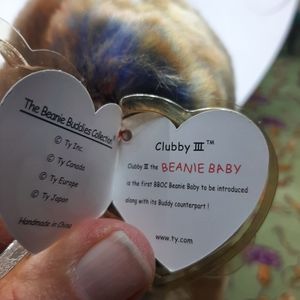 The Beanie Buddies Collection®
© Ty Inc.
© Ty Canada
© Ty Europe
© Ty Japan
Handmade in China
Clubby III™
Clubby III the BEANIE BABY
is the first BBOC Beanie Baby to be introduced
along with its Buddy counterpart !
www.ty.com